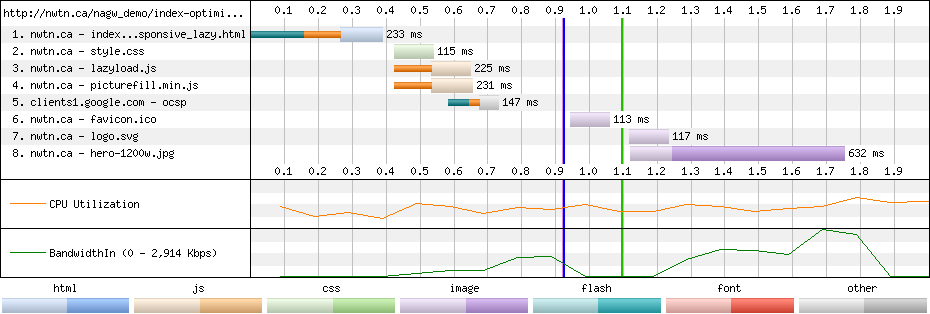 http://nwtn.ca/nagw_demo/index-optimi...
0.1 0.2 0.3 0.4 0.5 0.6 0.7 0.8 0.9 1.0 1.1 1.2 1.3 1.4 1.5 1.6 1.7 1.8 1.9
1. nwtn.ca - index...sponsive_lazy.html 233 ms
2. nwtn.ca - style.css 115 ms
3. nwtn.ca - lazyload.js 225 ms
4. nwtn.ca - picturefill.min.js 231 ms
5. clients1.google.com - ocsp 147 ms
6. nwtn.ca - favicon.ico 113 ms
7. nwtn.ca - logo.svg 117 ms
8. nwtn.ca - hero-1200w.jpg 632 ms
0.1 0.2 0.3 0.4 0.5 0.6 0.7 0.8 0.9 1.0 1.1 1.2 1.3 1.4 1.5 1.6 1.7 1.8 1.9
CPU Utilization
BandwidthIn (0 - 2,914 Kbps)
html js css image flash font other